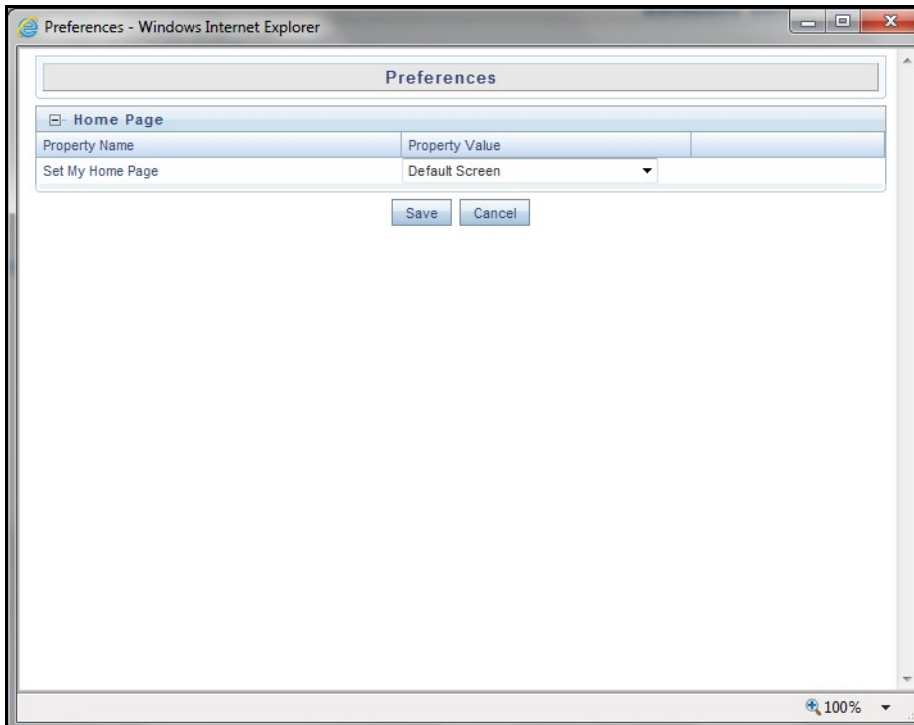 Preferences - Windows Internet Explorer
Preferences
Home Page
Property Name Property Value
Set My Home Page Default Screen
Save Cancel
100%